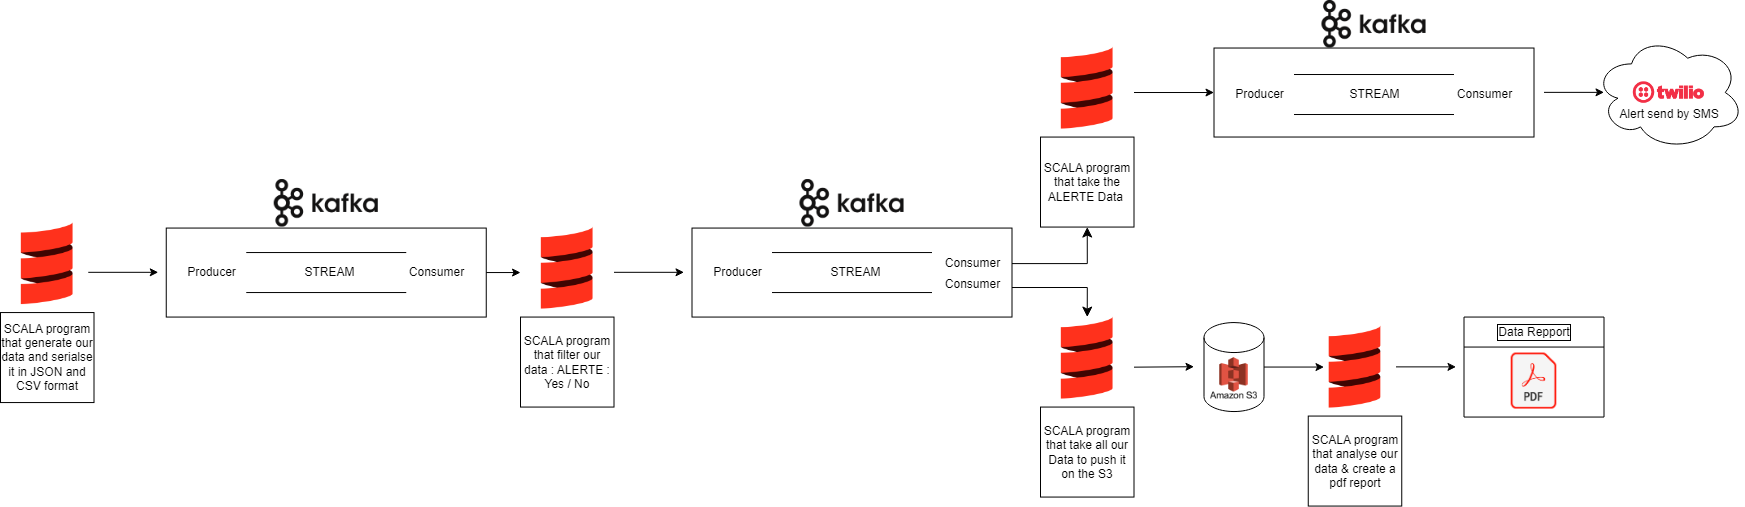 SCALA program
that generate our
data and serialse
it in JSON and
CSV format
kafka
Producer
STREAM
Consumer
SCALA program
that filter our
data : ALERTE :
Yes / No
kafka
Producer
STREAM
Consumer
Consumer
SCALA program
that take the
ALERTE Data
kafka
Producer
STREAM
Consumer
twilio
Alert send by SMS
SCALA program
that take all our
Data to push it
on the S3
Amazon S3
SCALA program
that analyse our
data & create a
pdf report
Data Repport
PDF